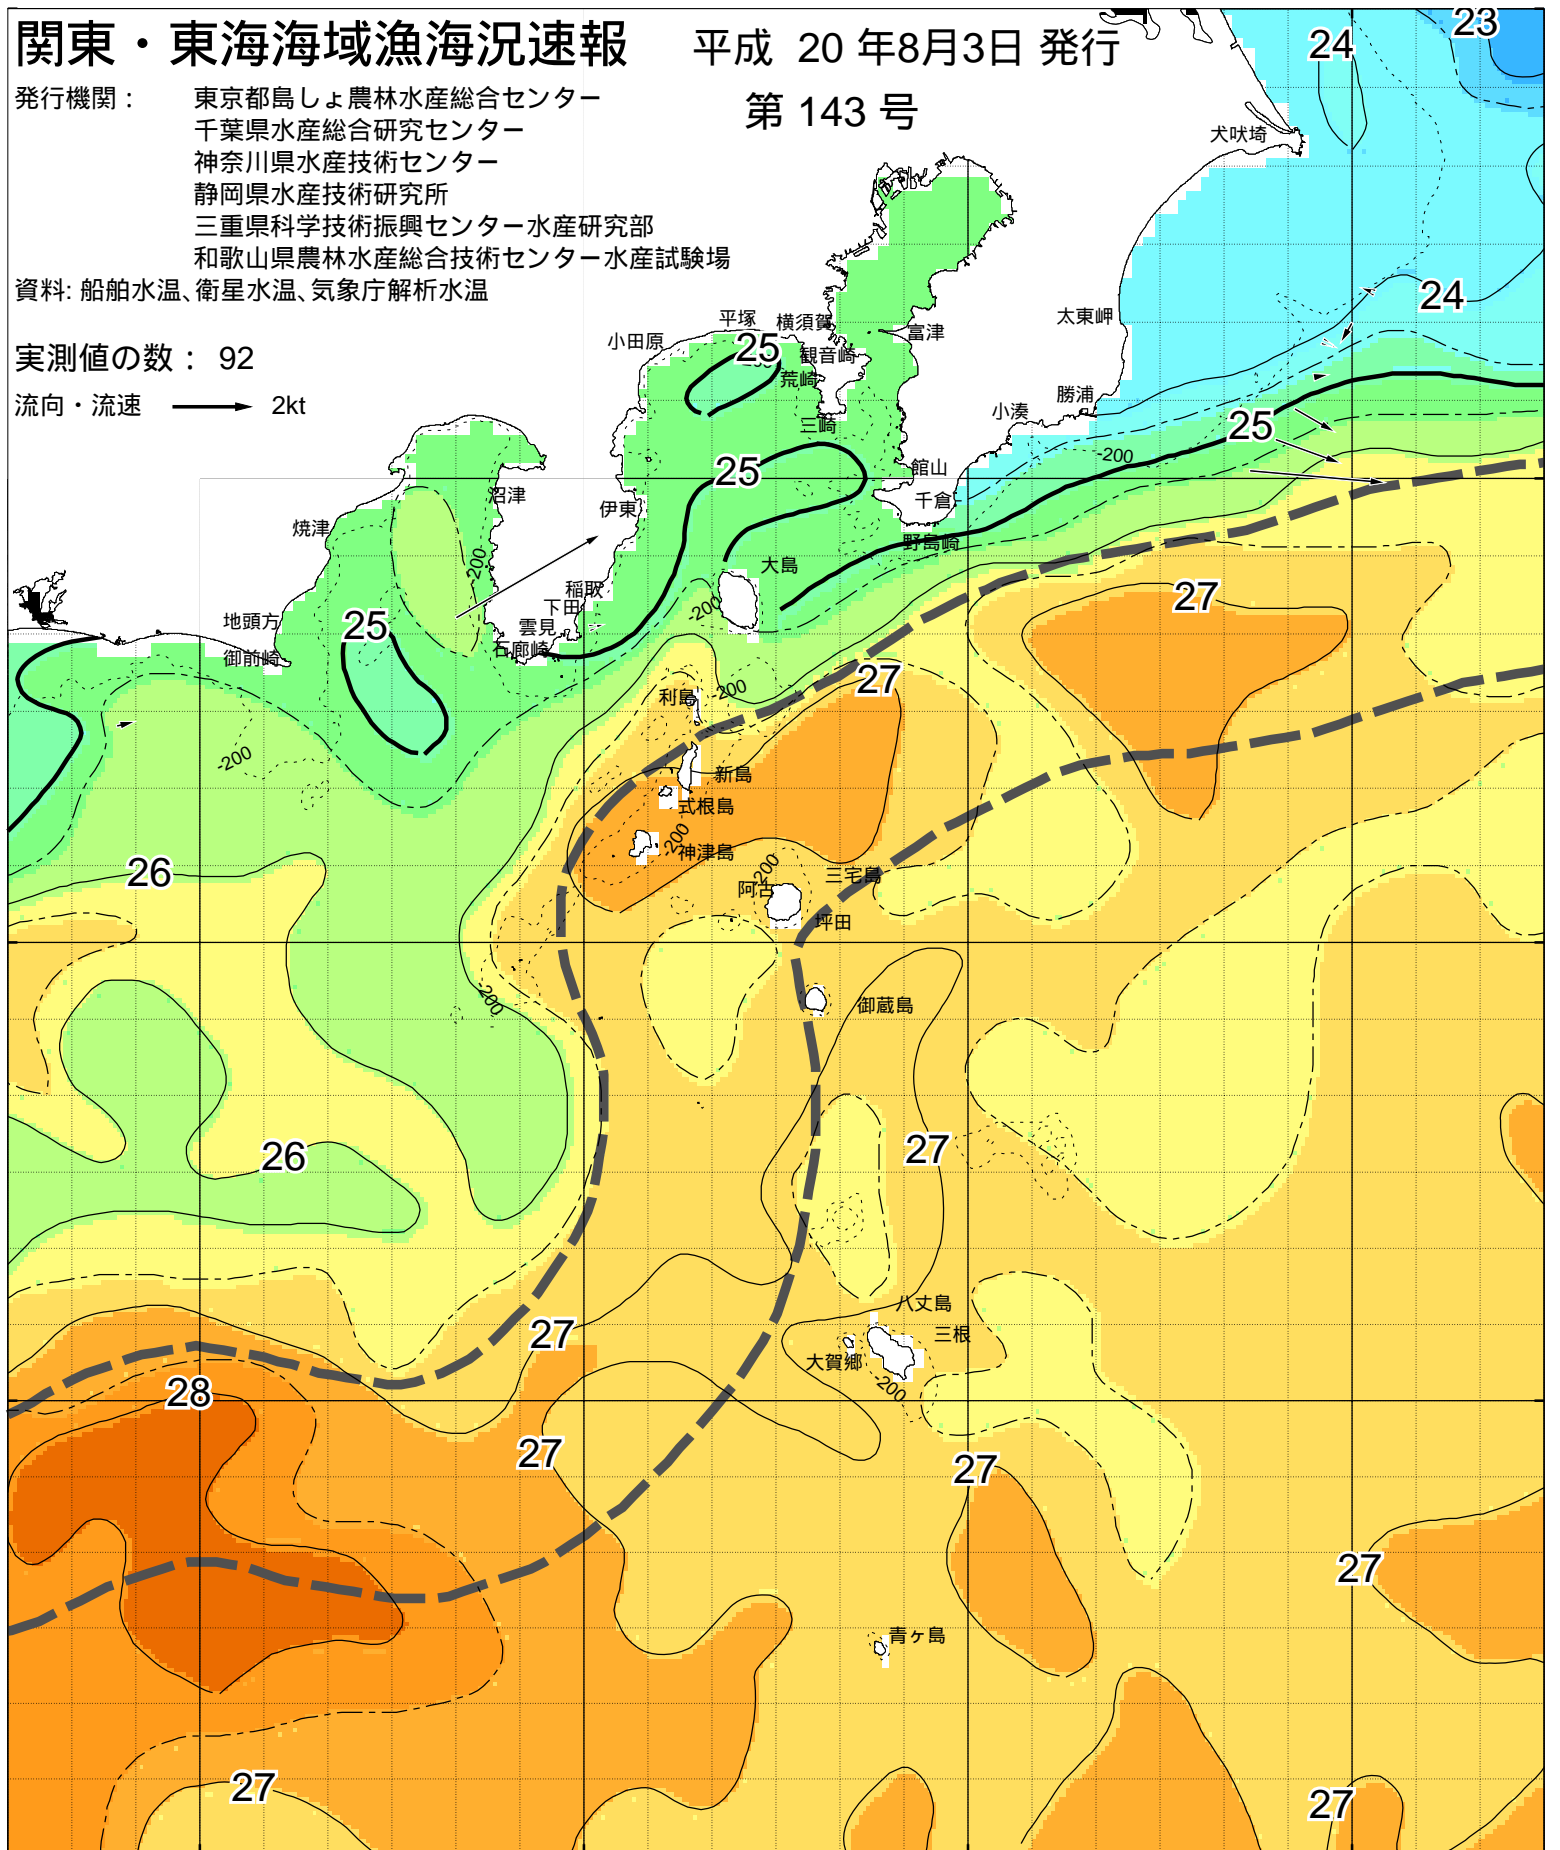 関東・東海海域漁海況速報 平成 20 年8月3日 発行
第 143 号
発行機関： 東京都島しょ農林水産総合センター
千葉県水産総合研究センター
神奈川県水産技術センター
静岡県水産技術研究所
三重県科学技術振興センター水産研究部
和歌山県農林水産総合技術センター水産試験場
資料: 船舶水温、衛星水温、気象庁解析水温
実測値の数： 92
流向・流速 2kt
23
24
犬吠埼
24
太東岬
平塚
横須賀
小田原
富津
25
観音崎
荒崎
勝浦
小湊
三崎
25
-200
館山
25
沼津
千倉
伊東
焼津
野島崎
大島
-200
稲取
27
下田
-200
地頭方
25
雲見
石廊崎
御前崎
27
利島
-200
-200
新島
式根島
200
神津島
26
-200
三宅島
阿古
坪田
-200
御蔵島
27
26
八丈島
27
三根
大賀郷
-200
28
27
27
27
青ヶ島
27
27